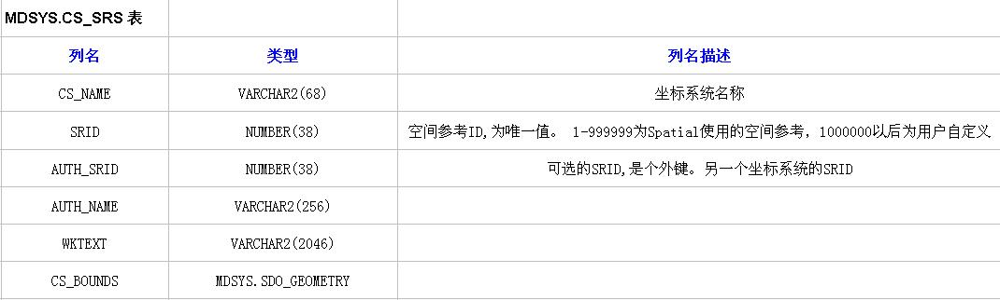 MDSYS.CS_SRS 表
列名 类型 列名描述
CS_NAME VARCHAR2(68) 坐标系统名称
SRID NUMBER(38) 空间参考ID,为唯一值。 1-999999为Spatial使用的空间参考，1000000以后为用户自定义
AUTH_SRID NUMBER(38) 可选的SRID,是个外键。另一个坐标系统的SRID
AUTH_NAME VARCHAR2(256)
WKTEXT VARCHAR2(2046)
CS_BOUNDS MDSYS.SDO_GEOMETRY